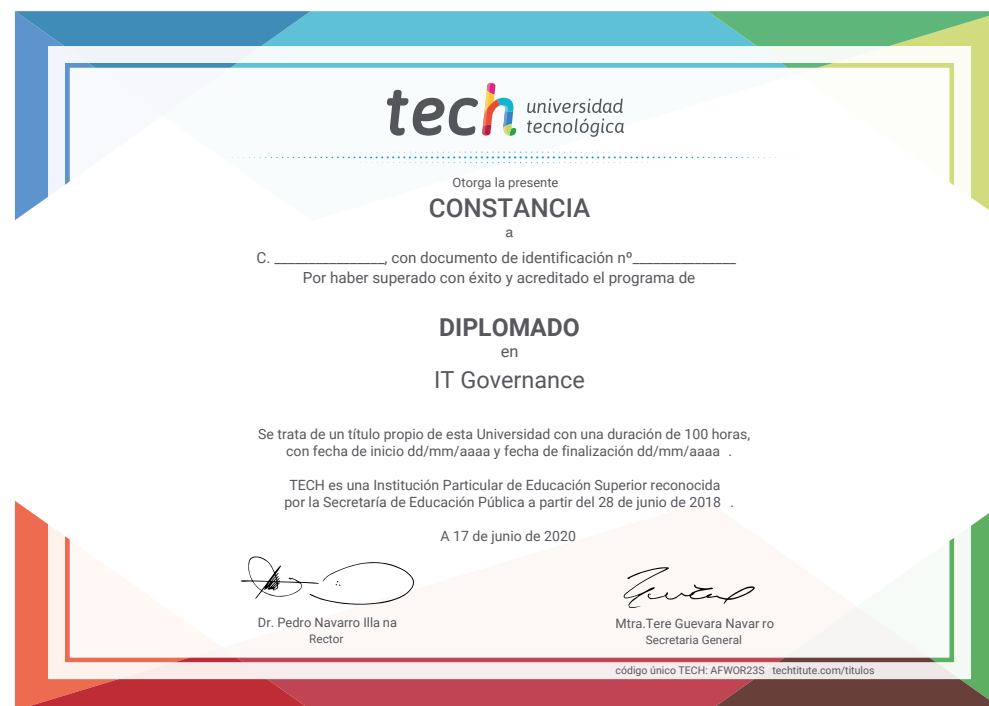 tech universidad
tecnológica
Otorga la presente
CONSTANCIA
a
C. ________________, con documento de identificación nº_______________
Por haber superado con éxito y acreditado el programa de
DIPLOMADO
en
IT Governance
Se trata de un título propio de esta Universidad con una duración de 100 horas,
con fecha de inicio dd/mm/aaaa y fecha de finalización dd/mm/aaaa .
TECH es una Institución Particular de Educación Superior reconocida
por la Secretaría de Educación Pública a partir del 28 de junio de 2018 .
A 17 de junio de 2020
Dr. Pedro Navarro Illa na
Rector
Mtra.Tere Guevara Navar ro
Secretaria General
código único TECH: AFWOR23S techtitute.com/titulos